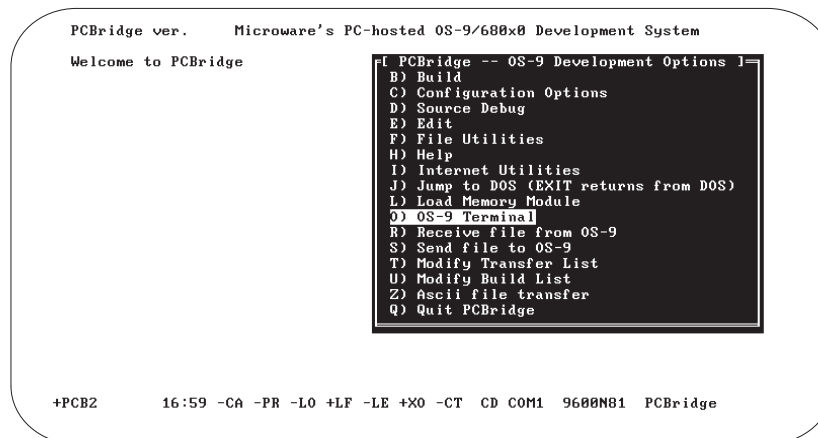 PCBridge ver. Microware's PC-hosted OS-9/680x0 Development System
Welcome to PCBridge
[ PCBridge -- OS-9 Development Options ]
B) Build
C) Configuration Options
D) Source Debug
E) Edit
F) File Utilities
H) Help
I) Internet Utilities
J) Jump to DOS (EXIT returns from DOS)
L) Load Memory Module
O) OS-9 Terminal
R) Receive file from OS-9
S) Send file to OS-9
T) Modify Transfer List
U) Modify Build List
Z) Ascii file transfer
Q) Quit PCBridge
+PCB2 16:59 -CA -PR -LO +LF -LE +XO -CT CD COM1 9600N81 PCBridge